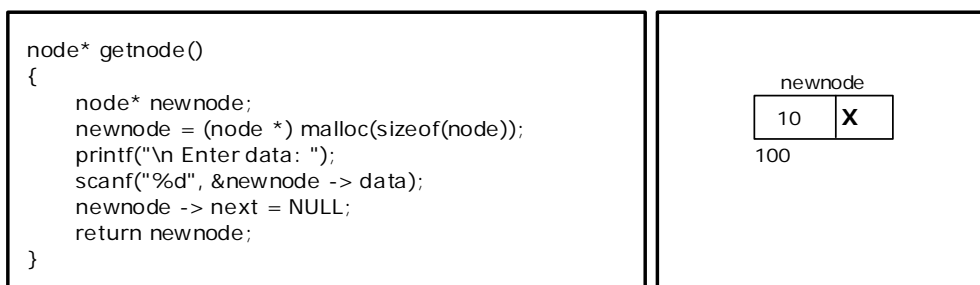 node* getnode()
{
node* newnode;
newnode = (node *) malloc(sizeof(node));
printf("\n Enter data: ");
scanf("%d", &newnode -> data);
newnode -> next = NULL;
return newnode;
}
newnode
10 X
100